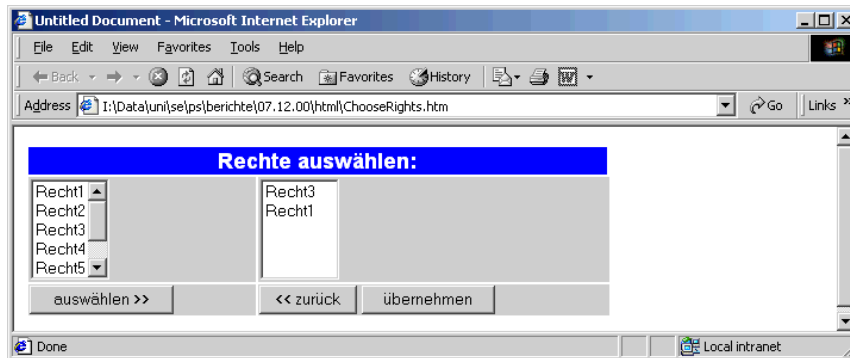 Untitled Document - Microsoft Internet Explorer
File Edit View Favorites Tools Help
Back Search Favorites History
Address I:\Data\uni\se\ps\berichte\07.12.00\html\ChooseRights.htm Go Links »
Rechte auswählen:
Recht1 Recht3
Recht2 Recht1
Recht3
Recht4
Recht5
auswählen >> << zurück übernehmen
Done Local intranet